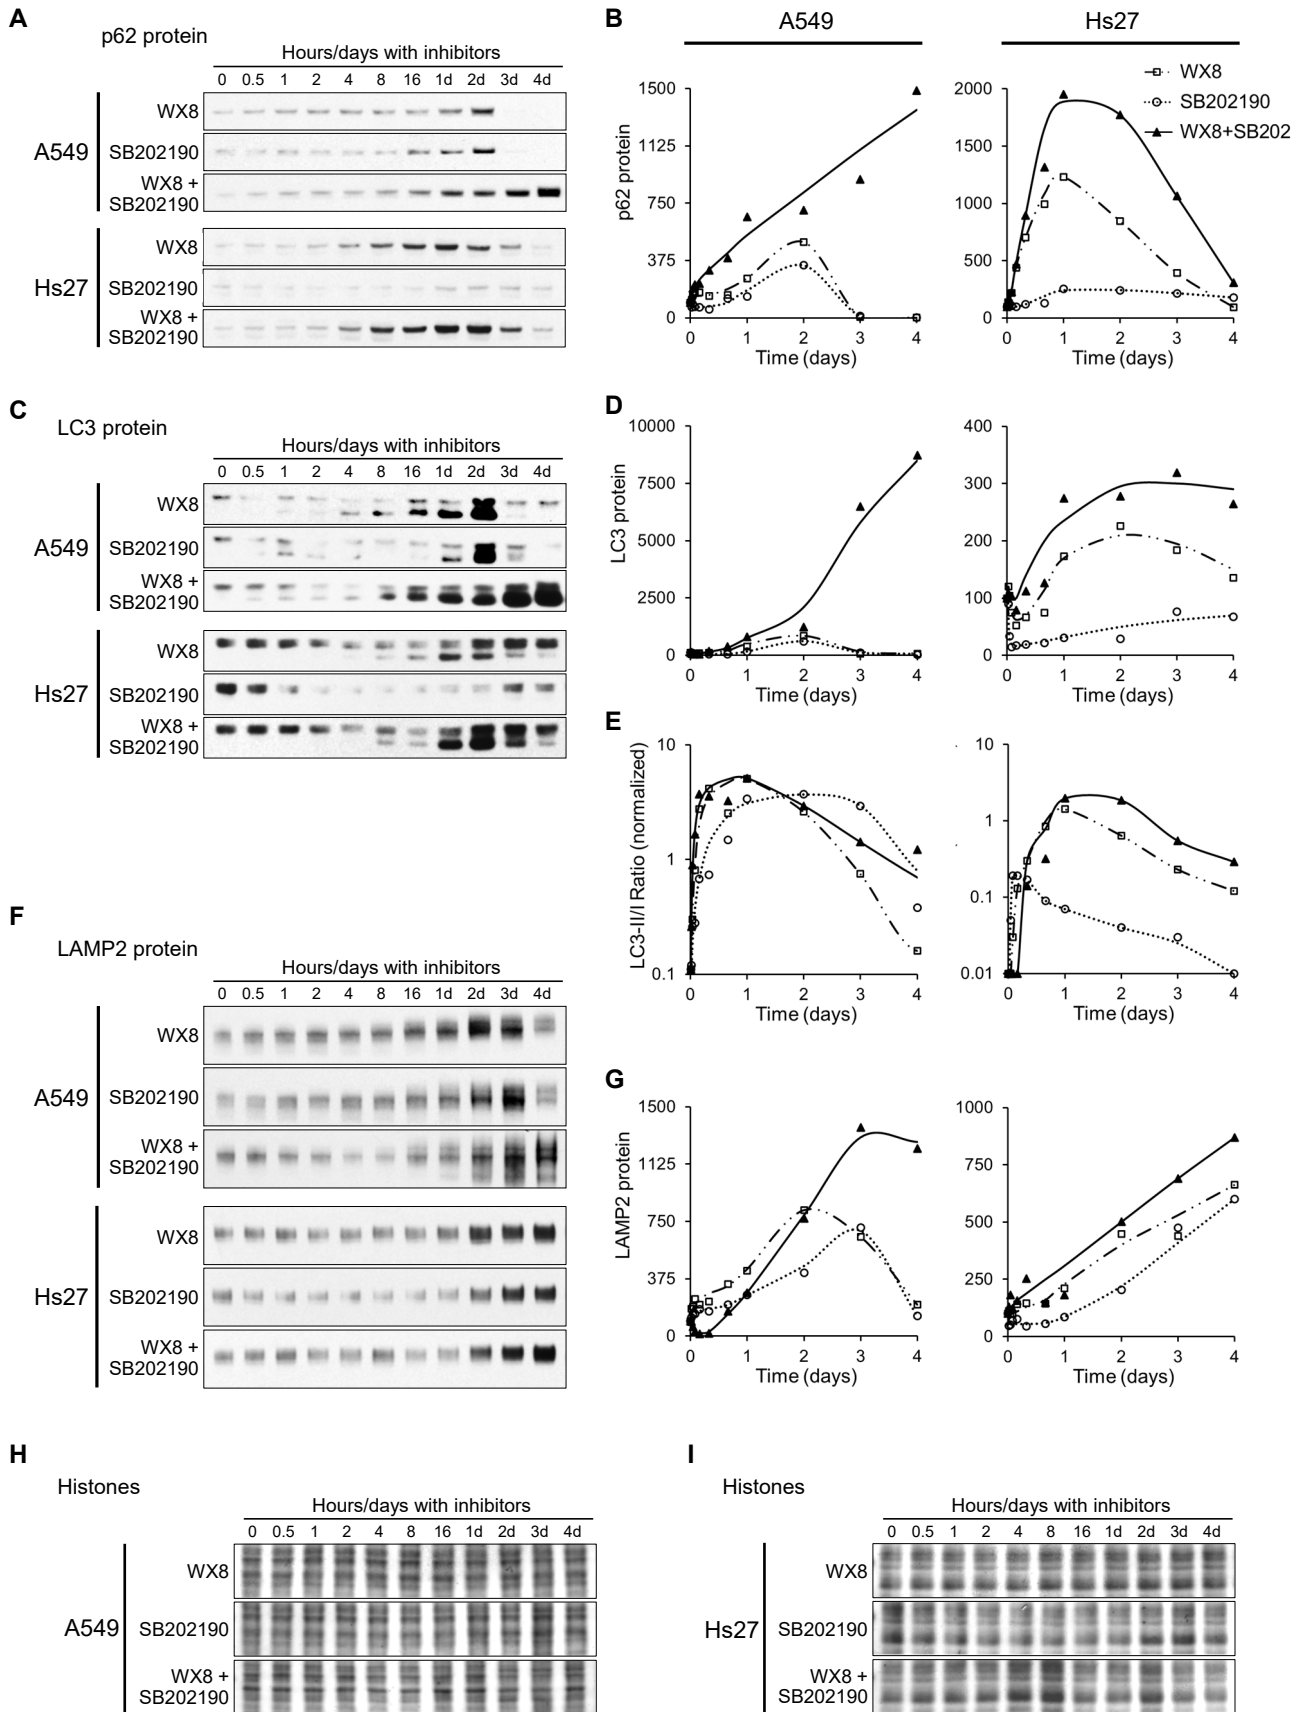 A
p62 protein
Hours/days with inhibitors
0 0.5 1 2 4 8 16 1d 2d 3d 4d
A549
WX8
SB202190
WX8 +
SB202190
Hs27
WX8
SB202190
WX8 +
SB202190
B
A549
Hs27
p62 protein
1500
1125
750
375
0
0 1 2 3 4
Time (days)
2000
1500
1000
500
0
0 1 2 3 4
Time (days)
WX8
SB202190
WX8+SB202
C
LC3 protein
Hours/days with inhibitors
0 0.5 1 2 4 8 16 1d 2d 3d 4d
A549
WX8
SB202190
WX8 +
SB202190
Hs27
WX8
SB202190
WX8 +
SB202190
D
LC3 protein
10000
7500
5000
2500
0
0 1 2 3 4
Time (days)
400
300
200
100
0
0 1 2 3 4
Time (days)
E
LC3-II/I Ratio (normalized)
10
1
0.1
0 1 2 3 4
Time (days)
10
1
0.1
0.01
0 1 2 3 4
Time (days)
F
LAMP2 protein
Hours/days with inhibitors
0 0.5 1 2 4 8 16 1d 2d 3d 4d
A549
WX8
SB202190
WX8 +
SB202190
Hs27
WX8
SB202190
WX8 +
SB202190
G
LAMP2 protein
1500
1125
750
375
0
0 1 2 3 4
Time (days)
1000
750
500
250
0
0 1 2 3 4
Time (days)
H
Histones
Hours/days with inhibitors
0 0.5 1 2 4 8 16 1d 2d 3d 4d
A549
WX8
SB202190
WX8 +
SB202190
I
Histones
Hours/days with inhibitors
0 0.5 1 2 4 8 16 1d 2d 3d 4d
Hs27
WX8
SB202190
WX8 +
SB202190